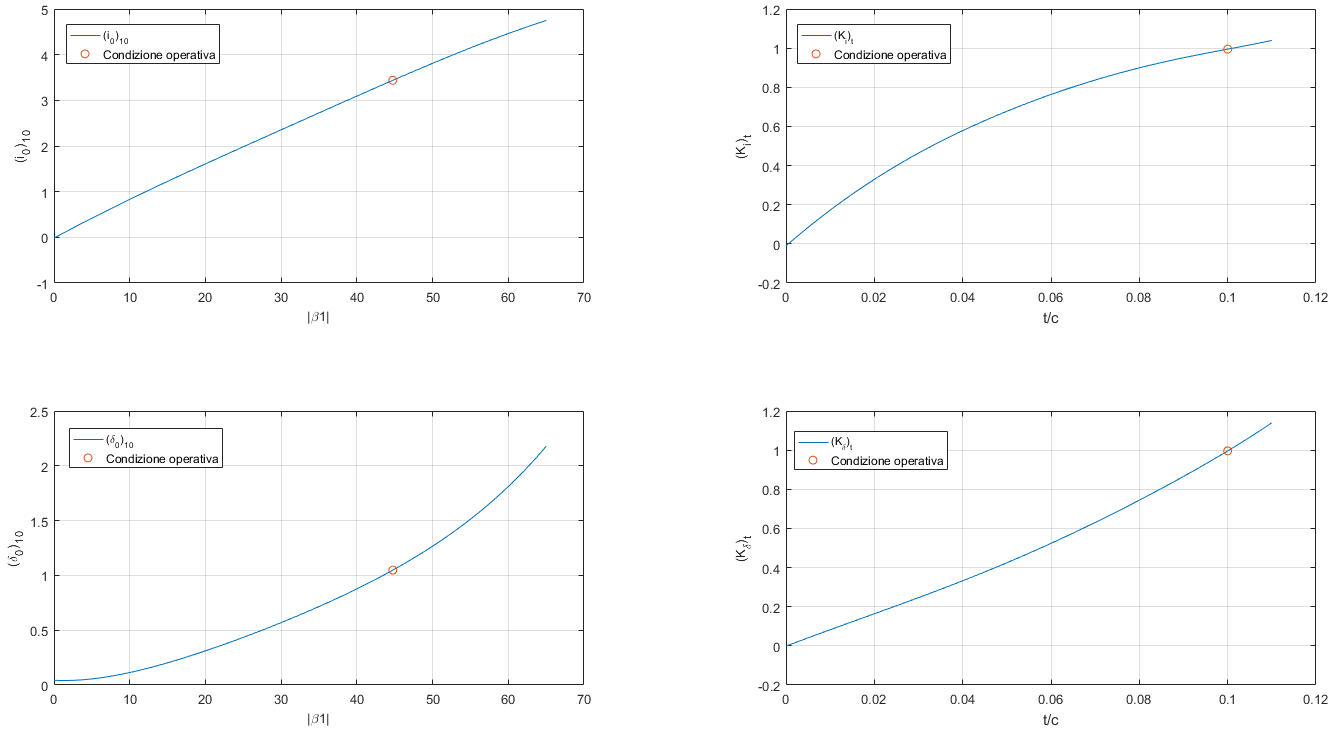 (i0)10
Condizione operativa
5
4
3
2
1
0
-1
(i0)10
0 10 20 30 40 50 60 70
|β1|
(Ki)t
Condizione operativa
1.2
1
0.8
0.6
0.4
0.2
0
-0.2
(Ki)t
0 0.02 0.04 0.06 0.08 0.1 0.12
t/c
(δ0)10
Condizione operativa
2.5
2
1.5
1
0.5
0
(δ0)10
0 10 20 30 40 50 60 70
|β1|
(Kδ)t
Condizione operativa
1.2
1
0.8
0.6
0.4
0.2
0
-0.2
(Kδ)t
0 0.02 0.04 0.06 0.08 0.1 0.12
t/c